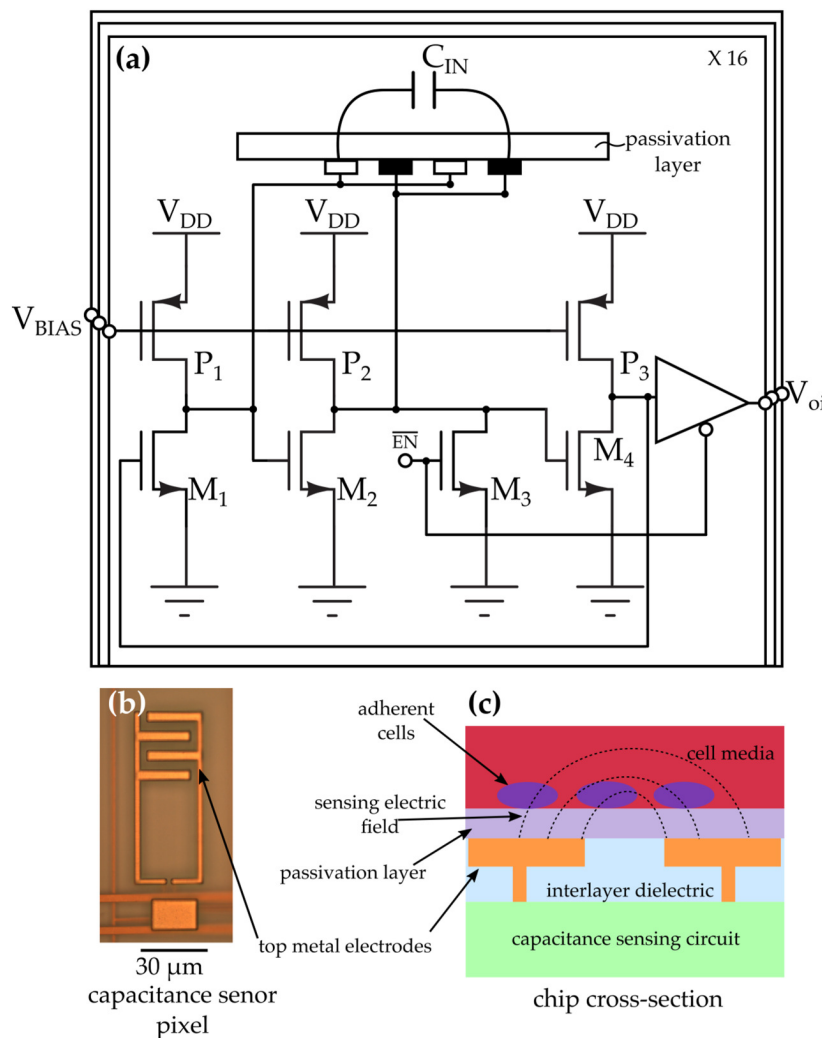 (a)
X 16
C_IN
passivation
layer
V_DD
V_DD
V_DD
V_BIAS
P_1
P_2
P_3
V_oi
EN
M_1
M_2
M_3
M_4
(b)
30 μm
capacitance senor
pixel
(c)
adherent
cells
cell media
sensing electric
field
passivation layer
interlayer dielectric
top metal electrodes
capacitance sensing circuit
chip cross-section